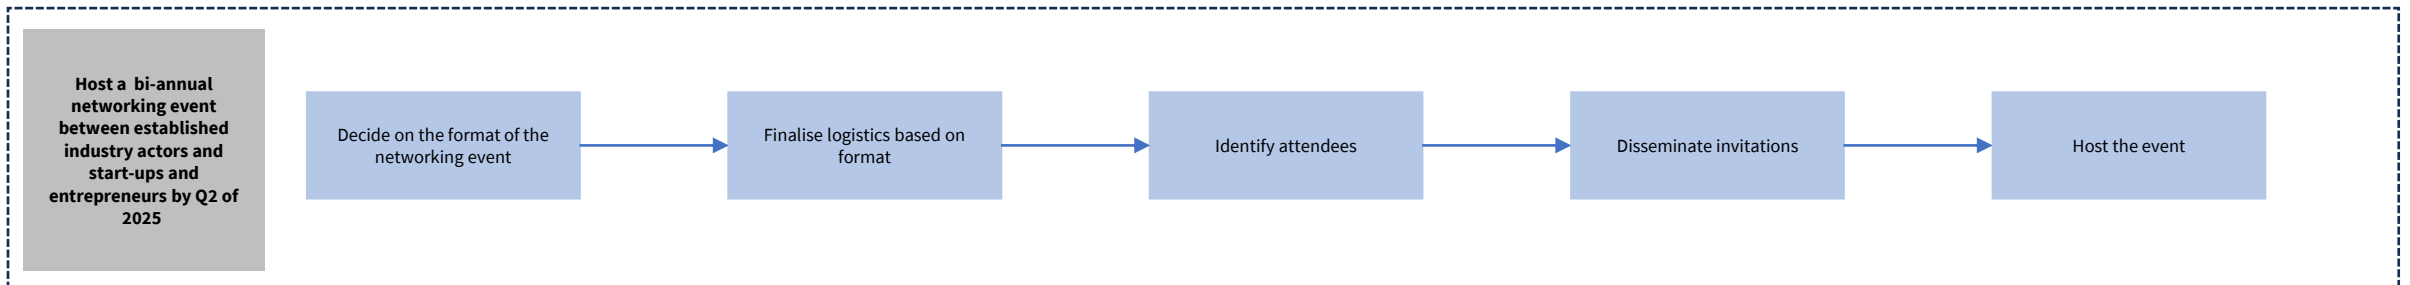 Host a  bi-annual
networking event
between established
industry actors and
start-ups and
entrepreneurs by Q2 of
2025
Decide on the format of the
networking event
Finalise logistics based on
format
Identify attendees
Disseminate invitations
Host the event